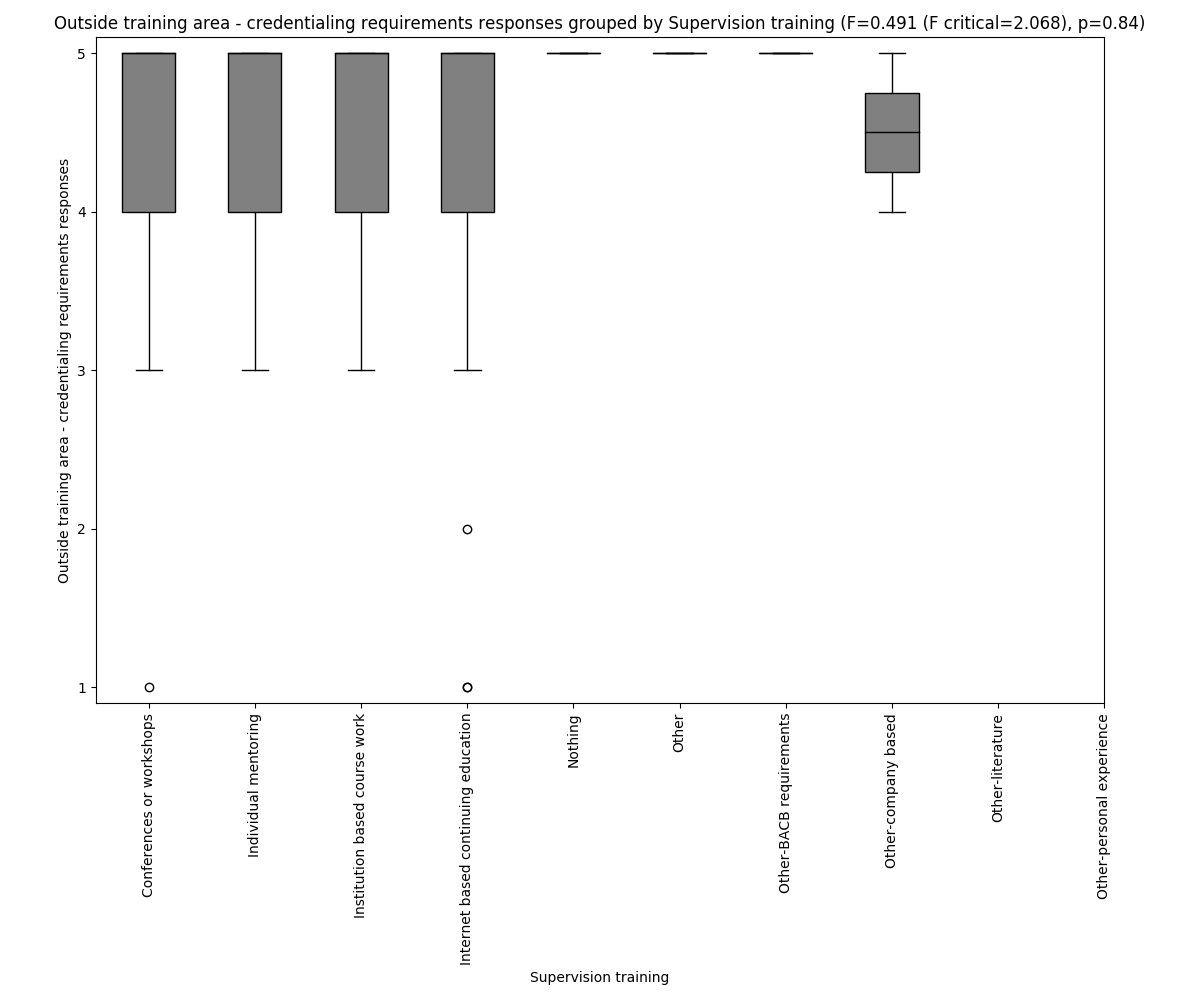 Outside training area - credentialing requirements responses grouped by Supervision training (F=0.491 (F critical=2.068), p=0.84)
Outside training area - credentialing requirements responses
5
4
3
2
1
Conferences or workshops
Individual mentoring
Institution based course work
Internet based continuing education
Nothing
Other
Other-BACB requirements
Other-company based
Other-literature
Other-personal experience
Supervision training